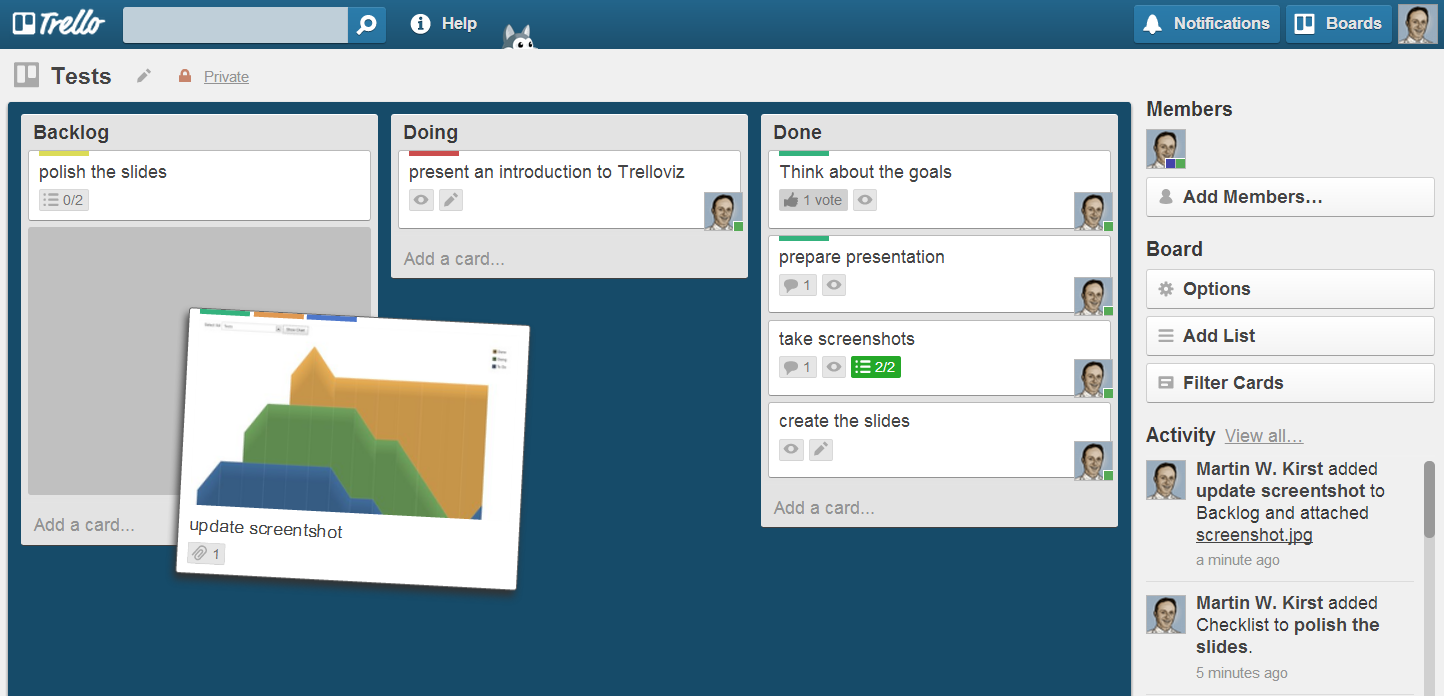 Trello
Help
Notifications
Boards
Tests
Private
Backlog
polish the slides
0/2
Add a card...
update screentshot
1
Doing
present an introduction to Trelloviz
Add a card...
Done
Think about the goals
1 vote
prepare presentation
1
take screenshots
1
2/2
create the slides
Add a card...
Members
Add Members…
Board
Options
Add List
Filter Cards
Activity View all…
Martin W. Kirst added
update screentshot to
Backlog and attached
screenshot.jpg
a minute ago
Martin W. Kirst added
Checklist to polish the
slides.
5 minutes ago